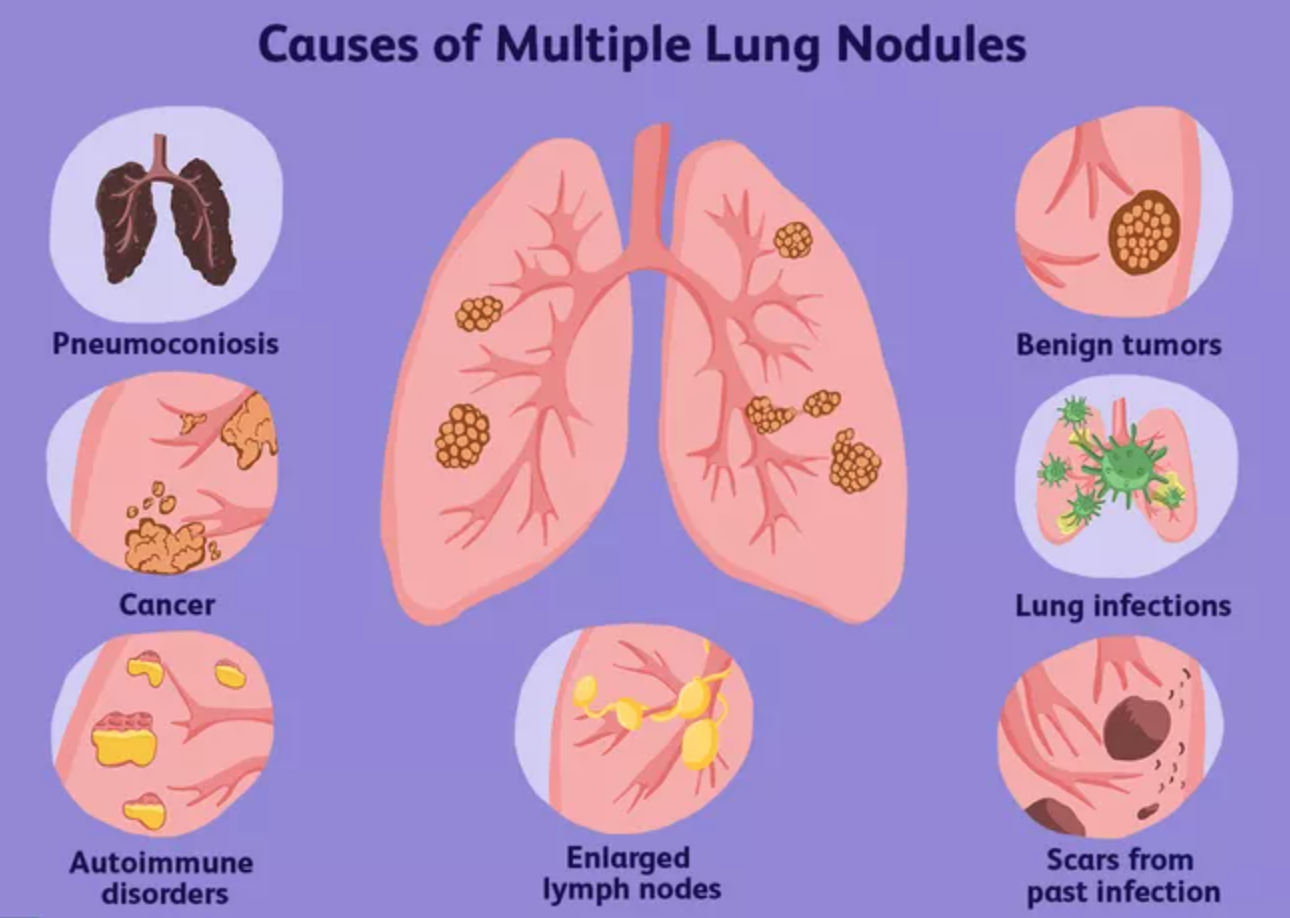 Causes of Multiple Lung Nodules
Pneumoconiosis
Benign tumors
Cancer
Lung infections
Autoimmune
disorders
Enlarged
lymph nodes
Scars from
past infection